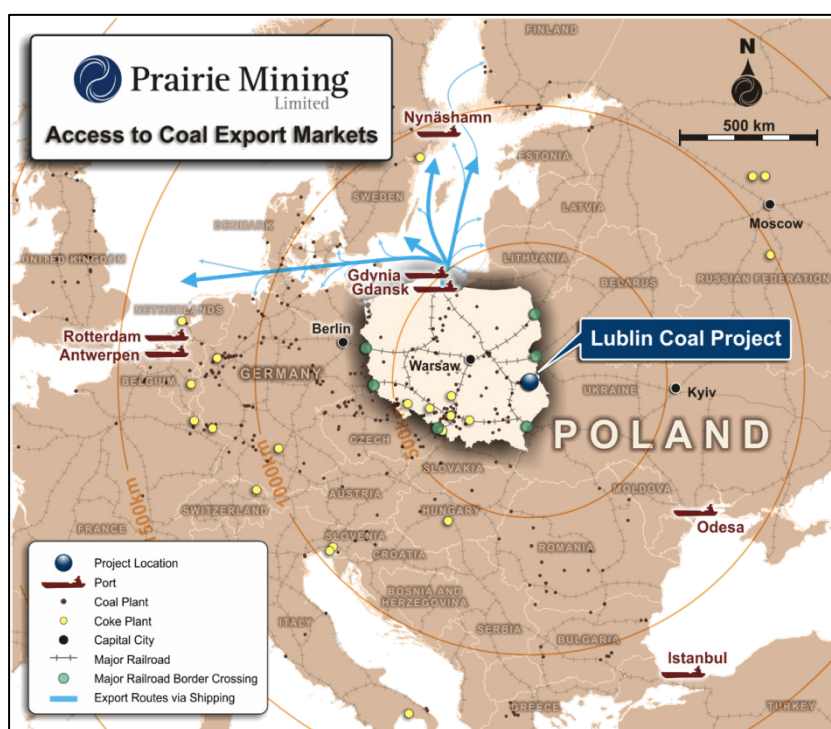 Prairie Mining
Limited
Access to Coal Export Markets
N
500 km
FINLAND
Nynäshamn
SWEDEN
ESTONIA
Moscow
LATVIA
DENMARK
LITHUANIA
UNITED KINGDOM
RUSSIAN FEDERATION
BELARUS
Gdynia
Gdansk
NETHERLANDS
Rotterdam
Antwerpen
Berlin
Lublin Coal Project
Warsaw
BELGIUM
GERMANY
UKRAINE
Kyiv
POLAND
500km
1000km
1500km
CZECH
SLOVAKIA
MOLDOVA
AUSTRIA
SWITZERLAND
FRANCE
HUNGARY
Odesa
SLOVENIA
CROATIA
ROMANIA
BOSNIA AND
HERZEGOVINA
ITALY
SERBIA
BULGARIA
Istanbul
GREECE
TURKEY
Project Location
Port
Coal Plant
Coke Plant
Capital City
Major Railroad
Major Railroad Border Crossing
Export Routes via Shipping